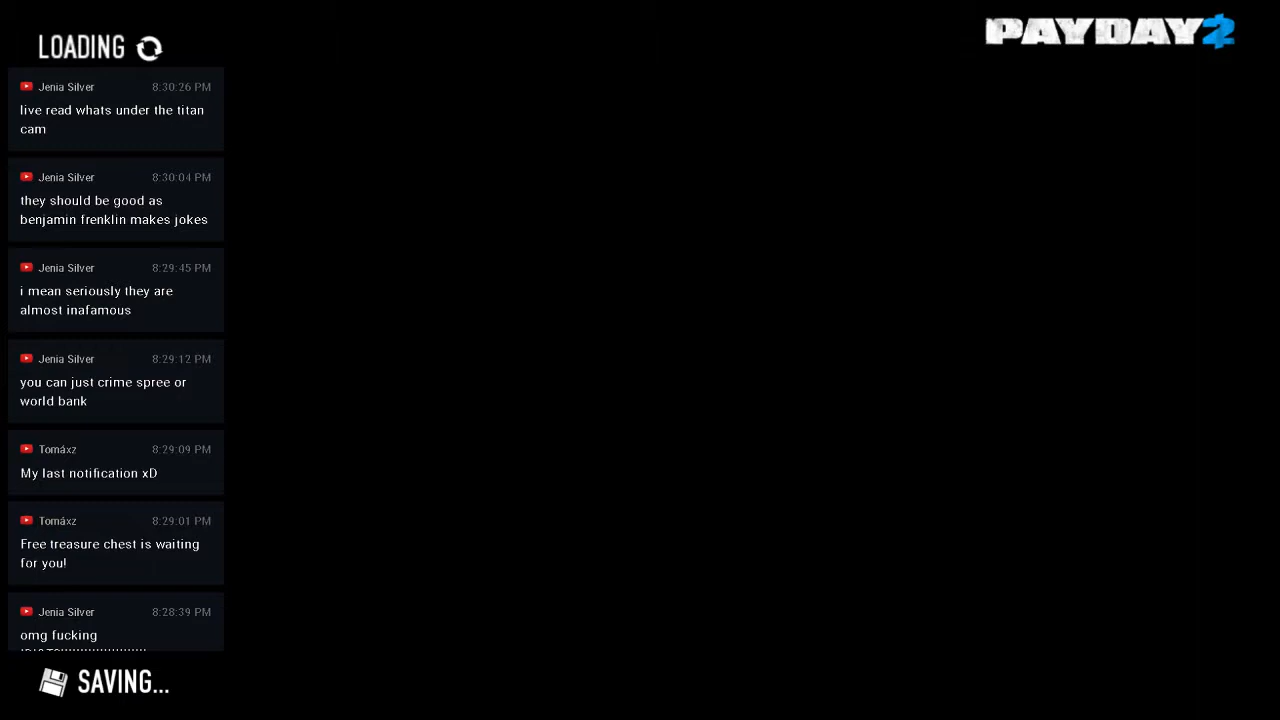 LOADING
PAYDAY 2
Jenia Silver 8:30:26 PM
live read whats under the titan
cam
Jenia Silver 8:30:04 PM
they should be good as
benjamin frenklin makes jokes
Jenia Silver 8:29:45 PM
i mean seriously they are
almost inafamous
Jenia Silver 8:29:12 PM
you can just crime spree or
world bank
Tomáxz 8:29:09 PM
My last notification xD
Tomáxz 8:29:01 PM
Free treasure chest is waiting
for you!
Jenia Silver 8:28:39 PM
omg fucking
SAVING...